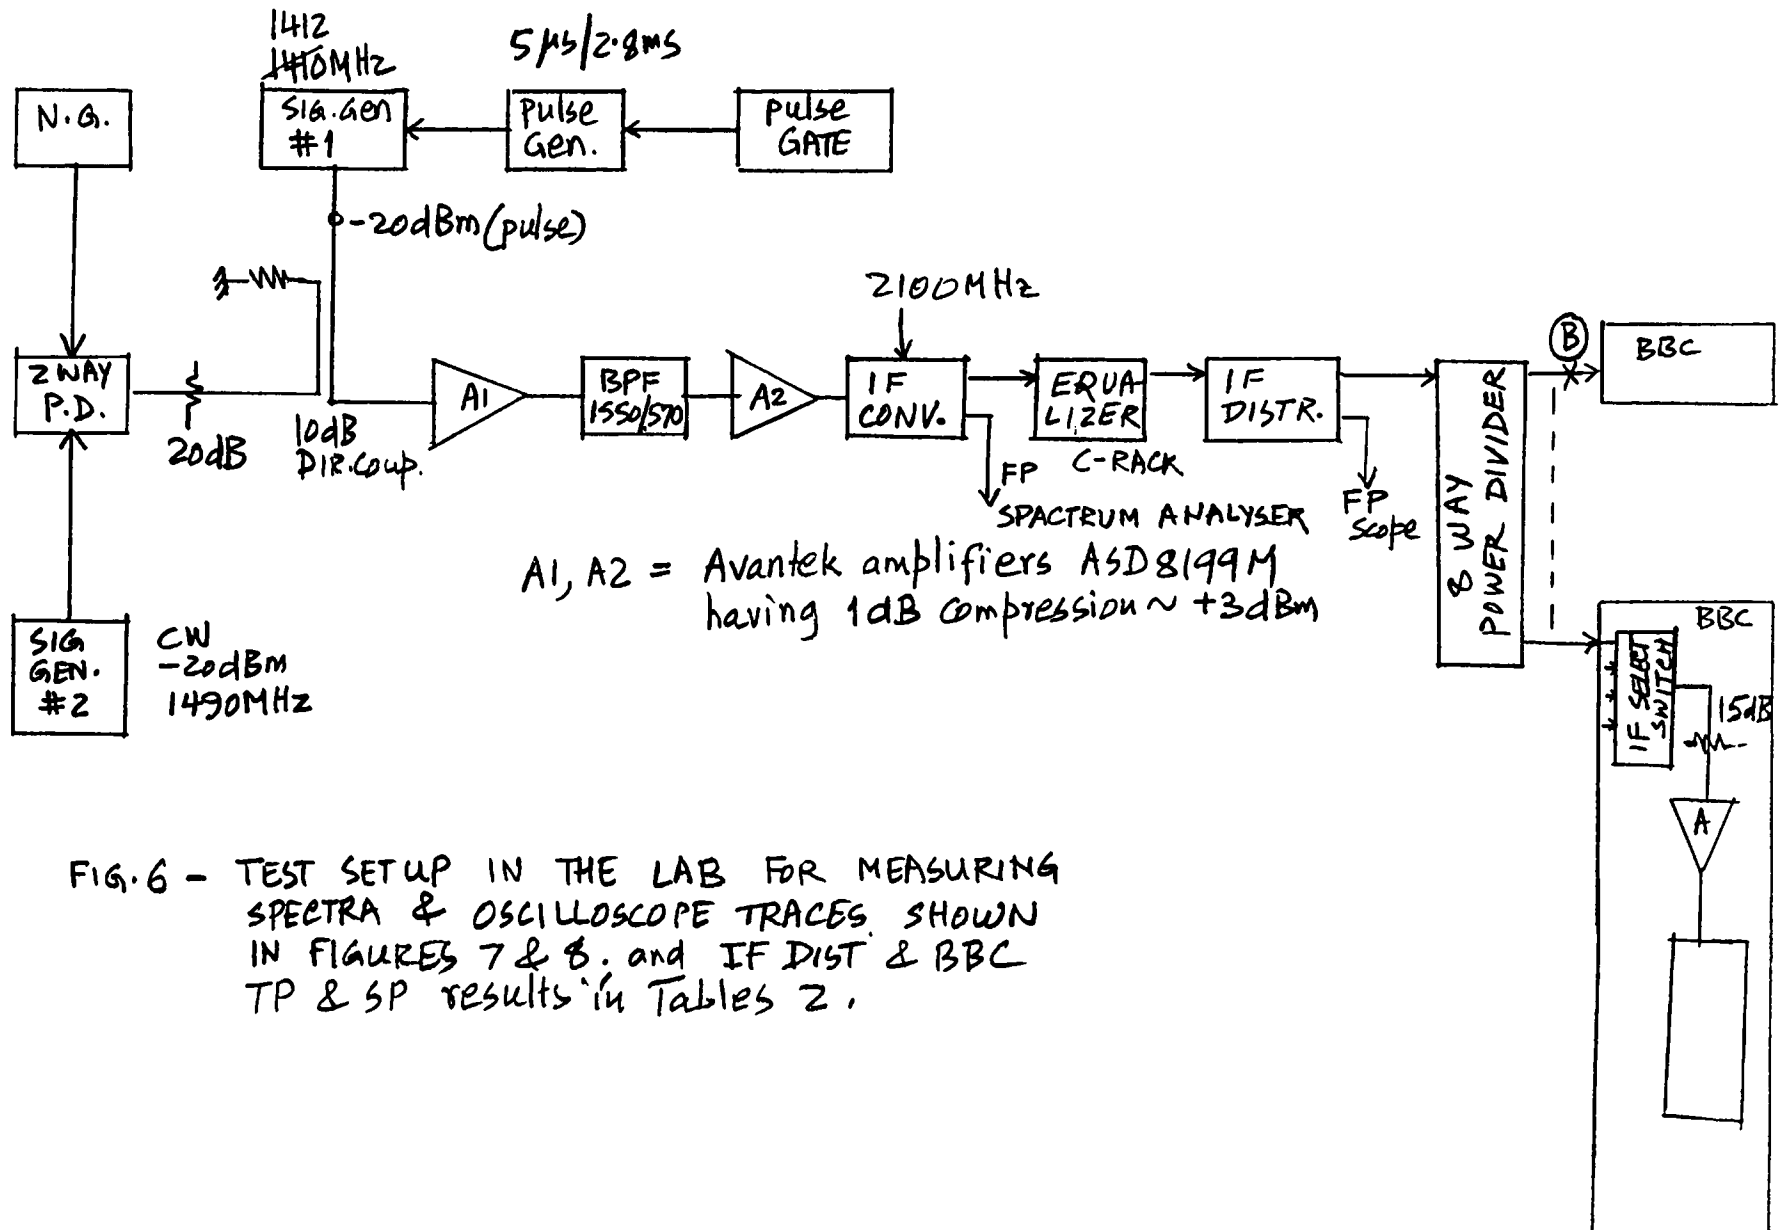 1412
1410MHz
5 μs/2.8ms
N.G.
SIG.Gen
#1
Pulse
Gen.
pulse
GATE
-20dBm (pulse)
2100MHz
B
BBC
2 WAY
P.D.
20dB
10dB
DIR.Coup.
A1
BPF
1550/570
A2
IF
CONV.
EQUA-
LIZER
C-RACK
IF
DISTR.
FP
SPACTRUM ANALYSER
FP
Scope
8 WAY
POWER DIVIDER
A1, A2 = Avantek amplifiers ASD8199M
having 1dB compression ~ +3dBm
SIG
GEN.
#2
CW
-20dBm
1490MHz
BBC
IF SELECT
SWITCH
15dB
A
FIG.6 - TEST SETUP IN THE LAB FOR MEASURING
SPECTRA & OSCILLOSCOPE TRACES SHOWN
IN FIGURES 7 & 8. and IF DIST & BBC
TP & SP results in Tables 2.